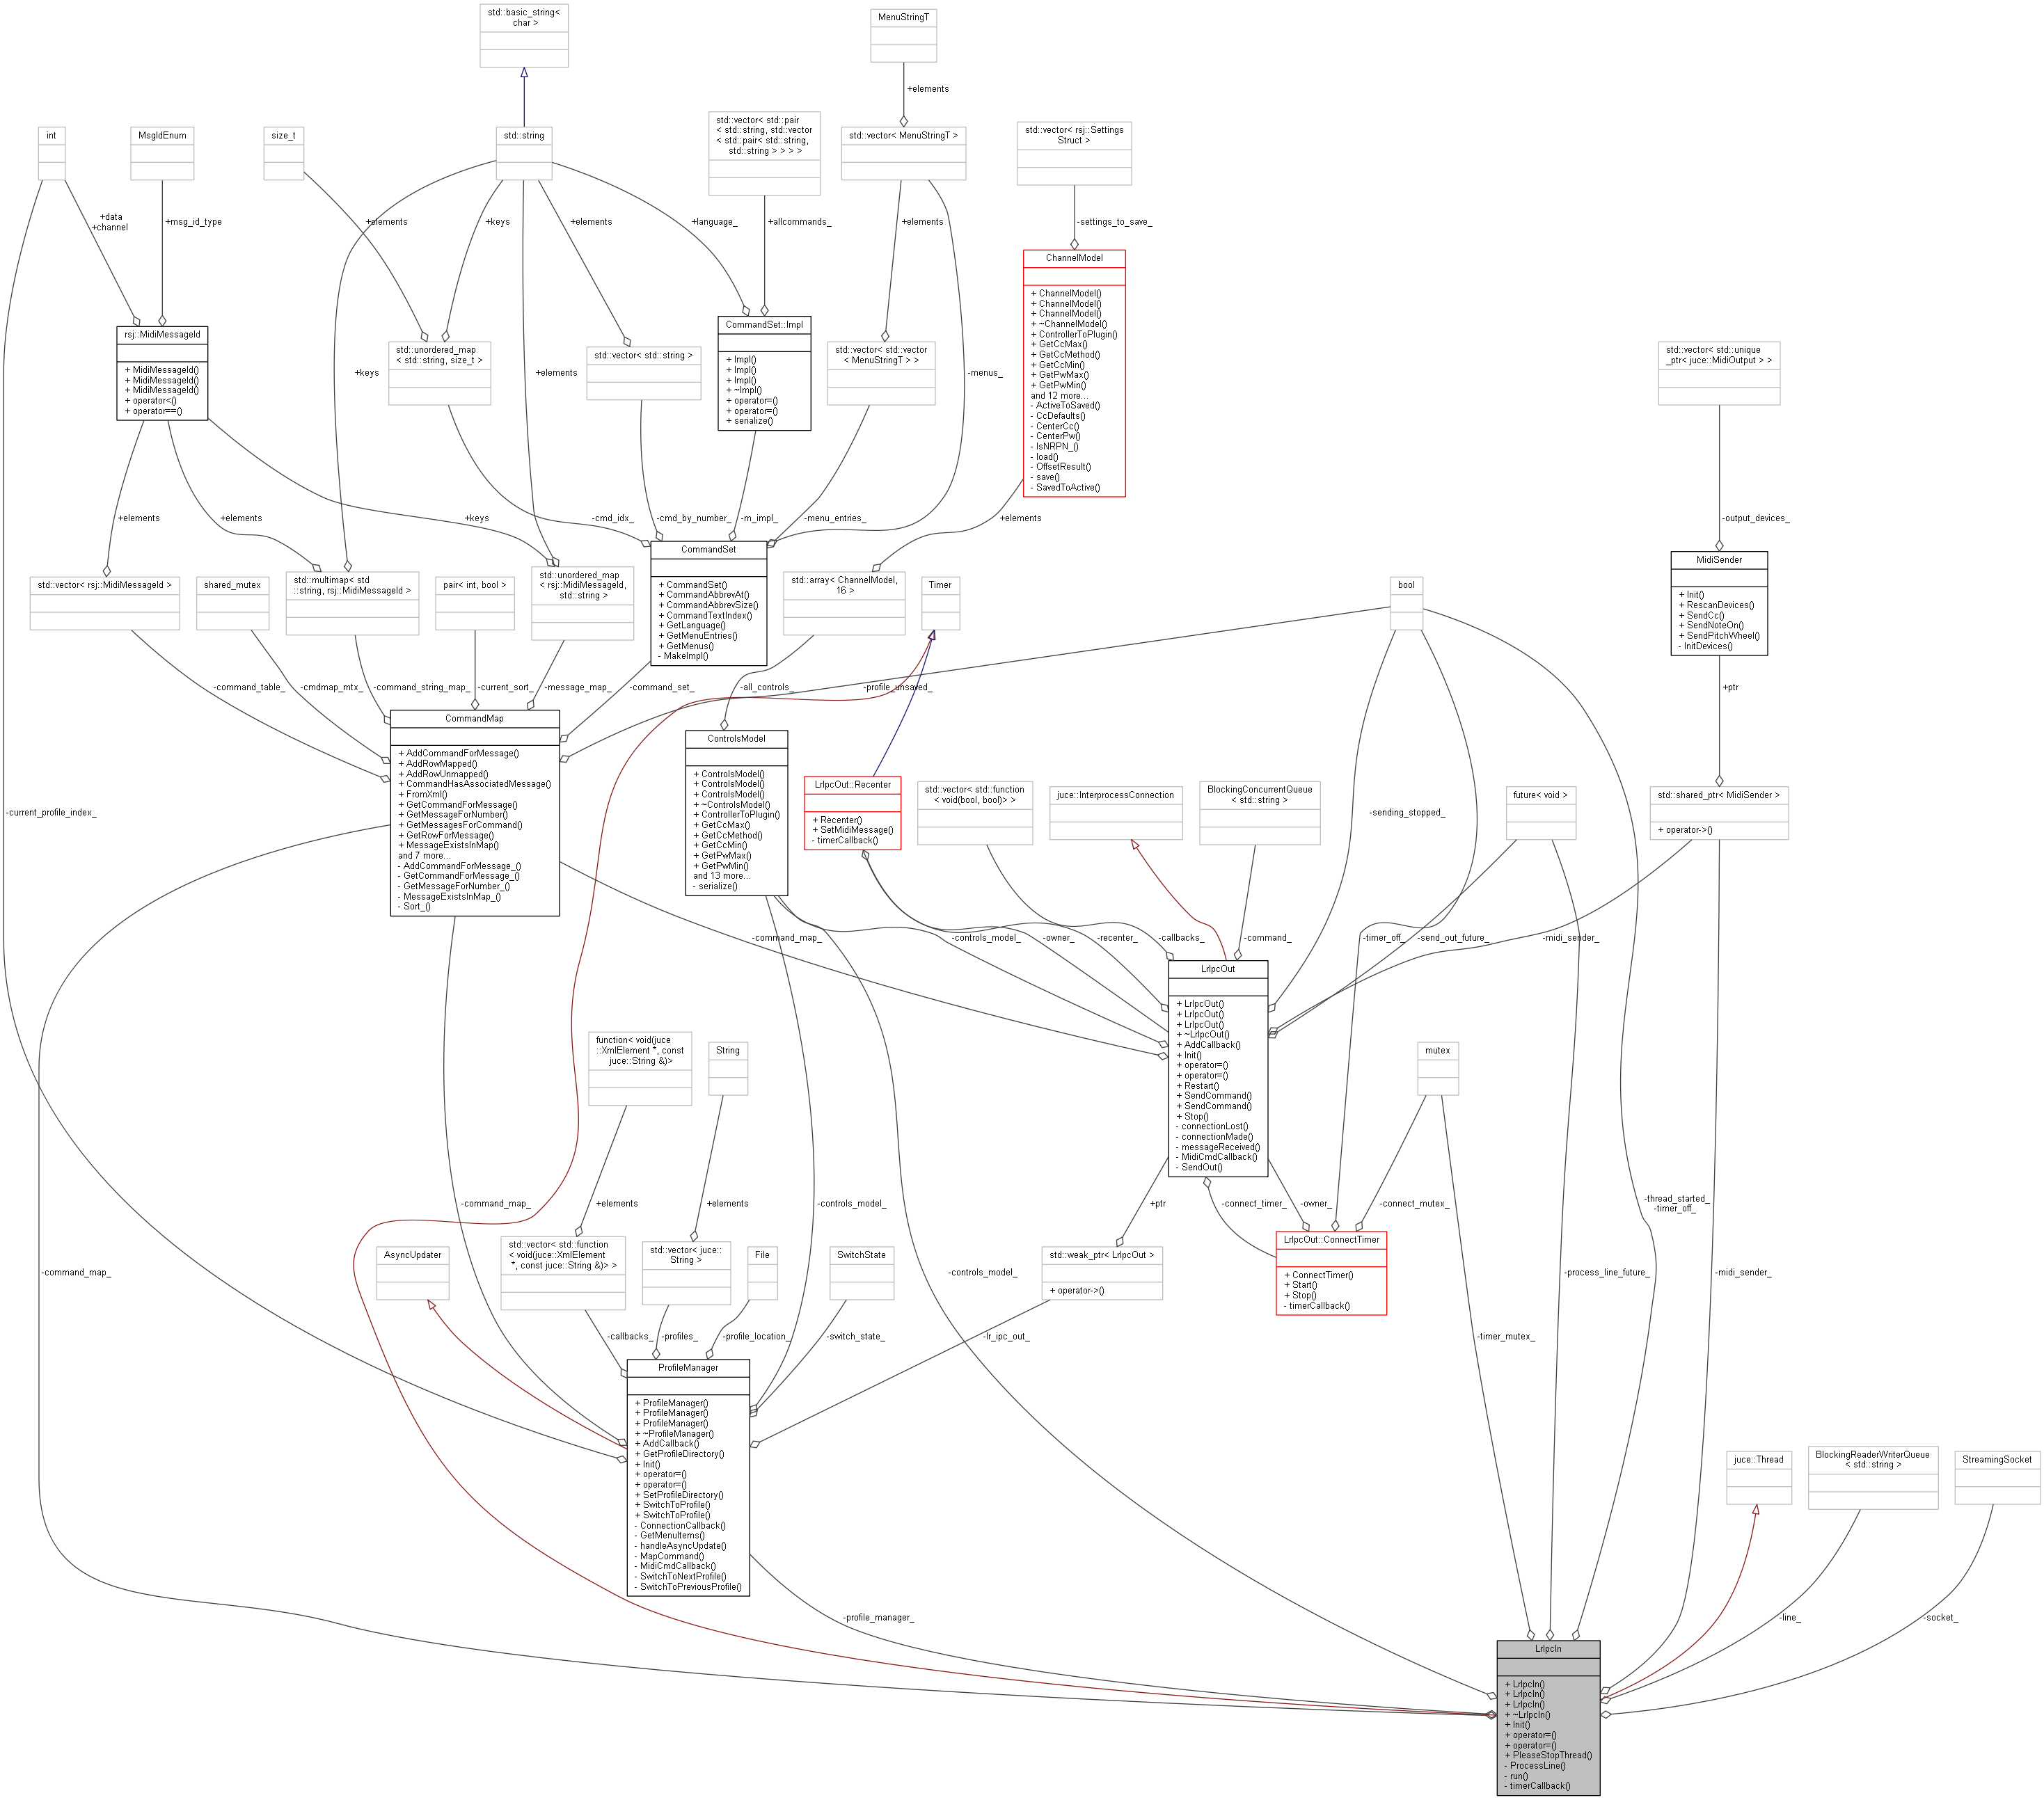 std::basic_string<
char >
MenuStringT
+elements
int
MsgIdEnum
size_t
std::string
std::vector< std::pair
< std::string, std::vector
< std::pair< std::string,
std::string > > > >
std::vector< MenuStringT >
std::vector< rsj::Settings
Struct >
+data
+channel
+msg_id_type
+elements
+keys
+elements
+language_
+allcommands_
+elements
-settings_to_save_
ChannelModel
+ ChannelModel()
+ ChannelModel()
+ ChannelModel()
+ ~ChannelModel()
+ ControllerToPlugin()
+ GetCcMax()
+ GetCcMethod()
+ GetCcMin()
+ GetPwMax()
+ GetPwMin()
and 12 more...
- ActiveToSaved()
- CcDefaults()
- CenterCc()
- CenterPw()
- IsNRPN_()
- load()
- OffsetResult()
- save()
- SavedToActive()
rsj::MidiMessageId
+ MidiMessageId()
+ MidiMessageId()
+ MidiMessageId()
+ operator<()
+ operator==()
+keys
std::unordered_map
< std::string, size_t >
+elements
std::vector< std::string >
CommandSet::Impl
+ Impl()
+ Impl()
+ Impl()
+ ~Impl()
+ operator=()
+ operator=()
+ serialize()
std::vector< std::vector
< MenuStringT > >
-menus_
std::vector< std::unique
_ptr< juce::MidiOutput > >
+elements
+elements
+keys
-cmd_idx_
-cmd_by_number_
-m_impl_
-menu_entries_
+elements
-output_devices_
CommandSet
+ CommandSet()
+ CommandAbbrevAt()
+ CommandAbbrevSize()
+ CommandTextIndex()
+ GetLanguage()
+ GetMenuEntries()
+ GetMenus()
- MakeImpl()
MidiSender
+ Init()
+ RescanDevices()
+ SendCc()
+ SendNoteOn()
+ SendPitchWheel()
- InitDevices()
std::vector< rsj::MidiMessageId >
shared_mutex
std::multimap< std
::string, rsj::MidiMessageId >
pair< int, bool >
std::unordered_map
< rsj::MidiMessageId,
std::string >
std::array< ChannelModel,
16 >
Timer
bool
-command_table_
-cmdmap_mtx_
-command_string_map_
-current_sort_
-message_map_
-command_set_
-all_controls_
-profile_unsaved_
+ptr
CommandMap
+ AddCommandForMessage()
+ AddRowMapped()
+ AddRowUnmapped()
+ CommandHasAssociatedMessage()
+ FromXml()
+ GetCommandForMessage()
+ GetMessageForNumber()
+ GetMessagesForCommand()
+ GetRowForMessage()
+ MessageExistsInMap()
and 7 more...
- AddCommandForMessage_()
- GetCommandForMessage_()
- GetMessageForNumber_()
- MessageExistsInMap_()
- Sort_()
ControlsModel
+ ControlsModel()
+ ControlsModel()
+ ControlsModel()
+ ~ControlsModel()
+ ControllerToPlugin()
+ GetCcMax()
+ GetCcMethod()
+ GetCcMin()
+ GetPwMax()
+ GetPwMin()
and 13 more...
- serialize()
LrIpcOut::Recenter
+ Recenter()
+ SetMidiMessage()
- timerCallback()
std::vector< std::function
< void(bool, bool)> >
juce::InterprocessConnection
BlockingConcurrentQueue
< std::string >
future< void >
std::shared_ptr< MidiSender >
+ operator->()
-current_profile_index_
-sending_stopped_
-command_map_
-controls_model_
-owner_
-recenter_
-callbacks_
-command_
-timer_off_
-send_out_future_
-midi_sender_
LrIpcOut
+ LrIpcOut()
+ LrIpcOut()
+ LrIpcOut()
+ ~LrIpcOut()
+ AddCallback()
+ Init()
+ operator=()
+ operator=()
+ Restart()
+ SendCommand()
+ SendCommand()
+ Stop()
- connectionLost()
- connectionMade()
- messageReceived()
- MidiCmdCallback()
- SendOut()
function< void(juce
::XmlElement *, const
juce::String &)>
String
mutex
-command_map_
+elements
+elements
-controls_model_
+ptr
-connect_timer_
-owner_
-connect_mutex_
-thread_started_
-timer_off_
LrIpcOut::ConnectTimer
+ ConnectTimer()
+ Start()
+ Stop()
- timerCallback()
AsyncUpdater
std::vector< std::function
< void(juce::XmlElement
*, const juce::String &)> >
std::vector< juce::
String >
File
SwitchState
std::weak_ptr< LrIpcOut >
+ operator->()
-command_map_
-controls_model_
-process_line_future_
-midi_sender_
-callbacks_
-profiles_
-profile_location_
-switch_state_
-lr_ipc_out_
-timer_mutex_
ProfileManager
+ ProfileManager()
+ ProfileManager()
+ ProfileManager()
+ ~ProfileManager()
+ AddCallback()
+ GetProfileDirectory()
+ Init()
+ operator=()
+ operator=()
+ SetProfileDirectory()
+ SwitchToProfile()
+ SwitchToProfile()
- ConnectionCallback()
- GetMenuItems()
- handleAsyncUpdate()
- MapCommand()
- MidiCmdCallback()
- SwitchToNextProfile()
- SwitchToPreviousProfile()
juce::Thread
BlockingReaderWriterQueue
< std::string >
StreamingSocket
-profile_manager_
-line_
-socket_
LrIpcIn
+ LrIpcIn()
+ LrIpcIn()
+ LrIpcIn()
+ ~LrIpcIn()
+ Init()
+ operator=()
+ operator=()
+ PleaseStopThread()
- ProcessLine()
- run()
- timerCallback()